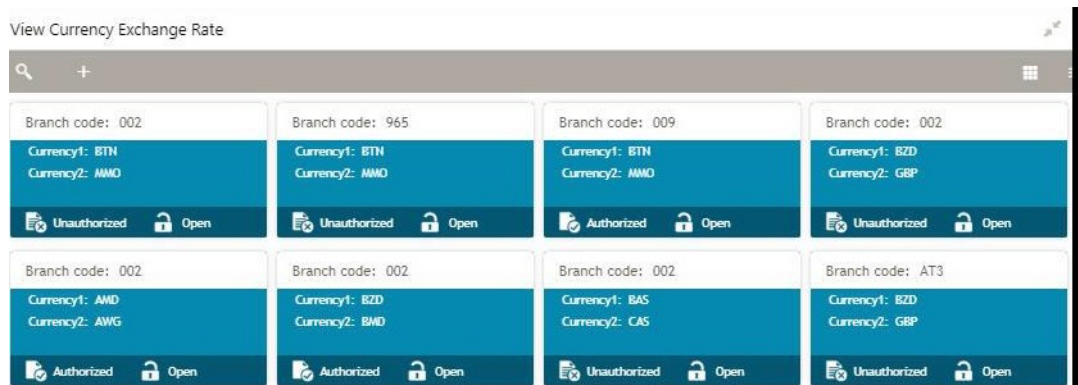 View Currency Exchange Rate
Branch code: 002
Currency1: BTN
Currency2: MMO
Unauthorized Open
Branch code: 965
Currency1: BTN
Currency2: MMO
Unauthorized Open
Branch code: 009
Currency1: BTN
Currency2: MMO
Authorized Open
Branch code: 002
Currency1: BZD
Currency2: GBP
Unauthorized Open
Branch code: 002
Currency1: AMD
Currency2: AWG
Authorized Open
Branch code: 002
Currency1: BZD
Currency2: BMD
Authorized Open
Branch code: 002
Currency1: BAS
Currency2: CAS
Unauthorized Open
Branch code: AT3
Currency1: BZD
Currency2: GBP
Unauthorized Open